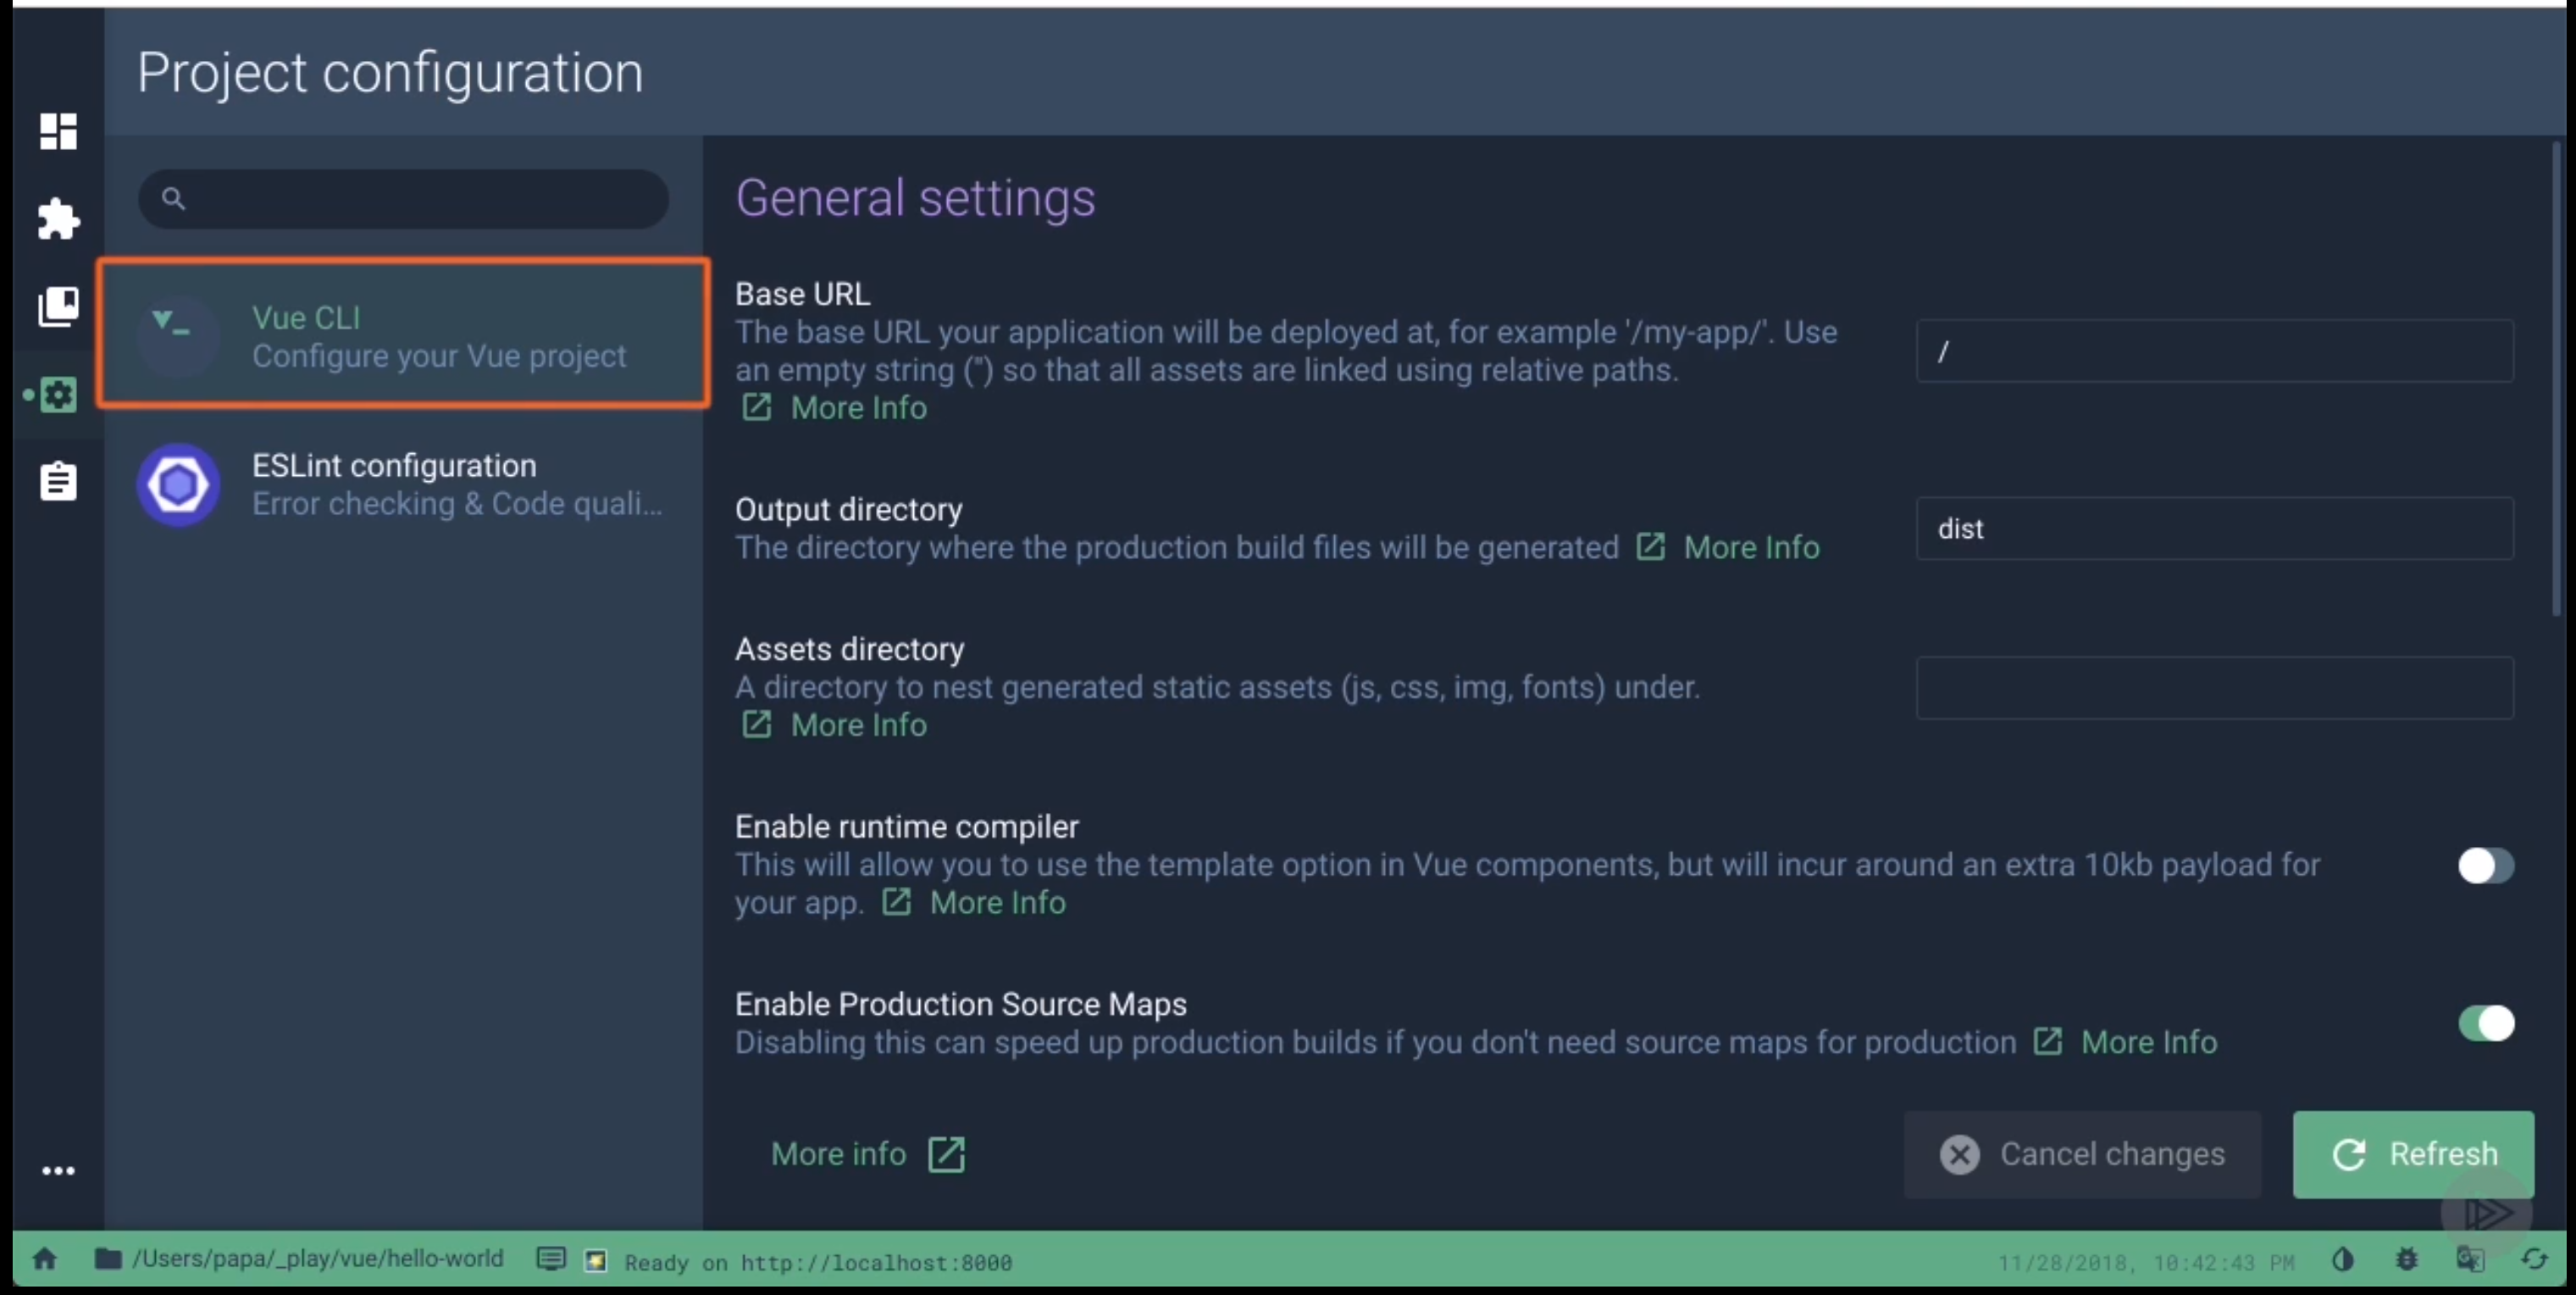 Project configuration
Vue CLI
Configure your Vue project
ESLint configuration
Error checking & Code quali...
General settings
Base URL
The base URL your application will be deployed at, for example '/my-app/'. Use
an empty string ('') so that all assets are linked using relative paths.
More Info
/
Output directory
The directory where the production build files will be generated More Info
dist
Assets directory
A directory to nest generated static assets (js, css, img, fonts) under.
More Info
Enable runtime compiler
This will allow you to use the template option in Vue components, but will incur around an extra 10kb payload for
your app. More Info
Enable Production Source Maps
Disabling this can speed up production builds if you don't need source maps for production More Info
More info
Cancel changes
Refresh
/Users/papa/_play/vue/hello-world
Ready on http://localhost:8000
11/28/2018, 10:42:43 PM